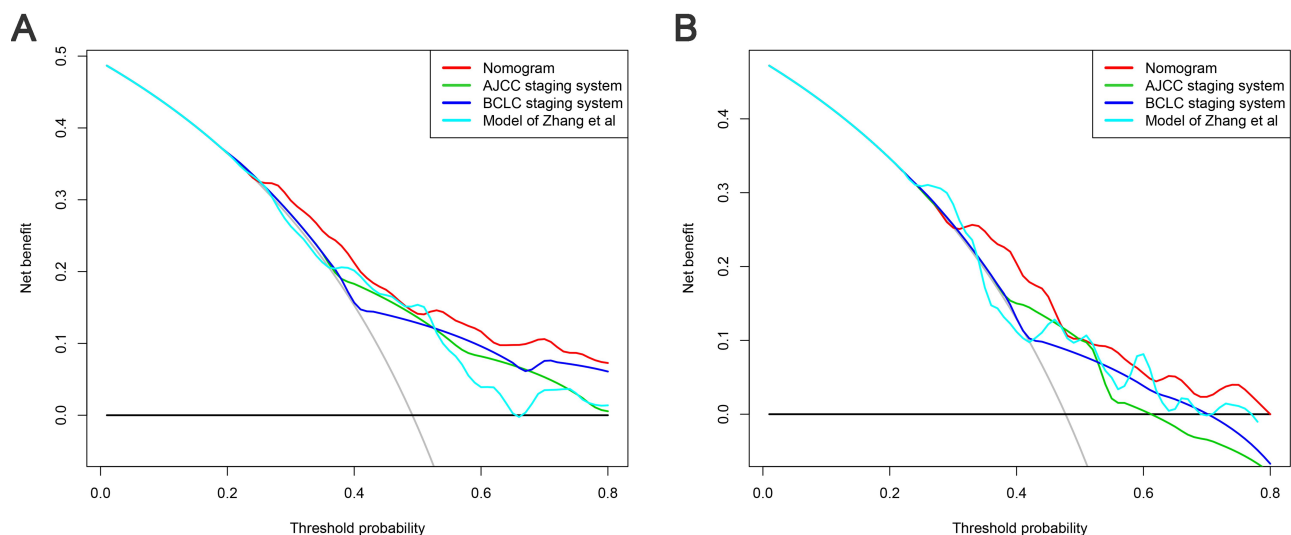 A
0.5
0.4
0.3
0.2
0.1
0.0
Net benefit
Nomogram
AJCC staging system
BCLC staging system
Model of Zhang et al
0.0 0.2 0.4 0.6 0.8
Threshold probability
B
0.4
0.3
0.2
0.1
0.0
Net benefit
Nomogram
AJCC staging system
BCLC staging system
Model of Zhang et al
0.0 0.2 0.4 0.6 0.8
Threshold probability